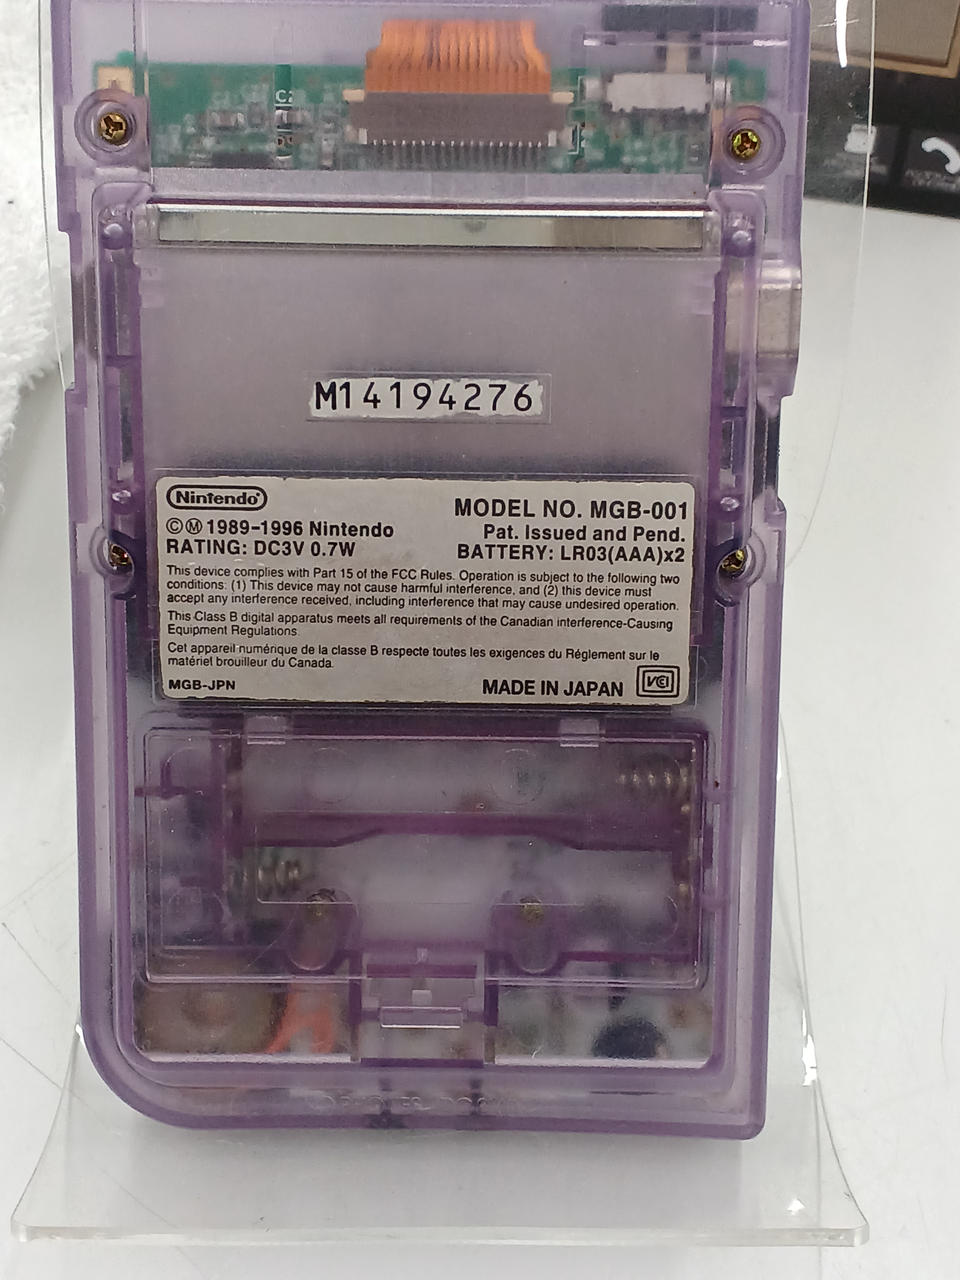 M14194276
Nintendo
MODEL NO. MGB-001
©Ⓜ 1989-1996 Nintendo
Pat. Issued and Pend.
RATING: DC3V 0.7W
BATTERY: LR03(AAA)x2
This device complies with Part 15 of the FCC Rules. Operation is subject to the following two
conditions: (1) This device may not cause harmful interference, and (2) this device must
accept any interference received, including interference that may cause undesired operation.
This Class B digital apparatus meets all requirements of the Canadian interference-Causing
Equipment Regulations.
Cet appareil numérique de la classe B respecte toutes les exigences du Réglement sur le
matériel brouilleur du Canada.
MGB-JPN
MADE IN JAPAN
VCI